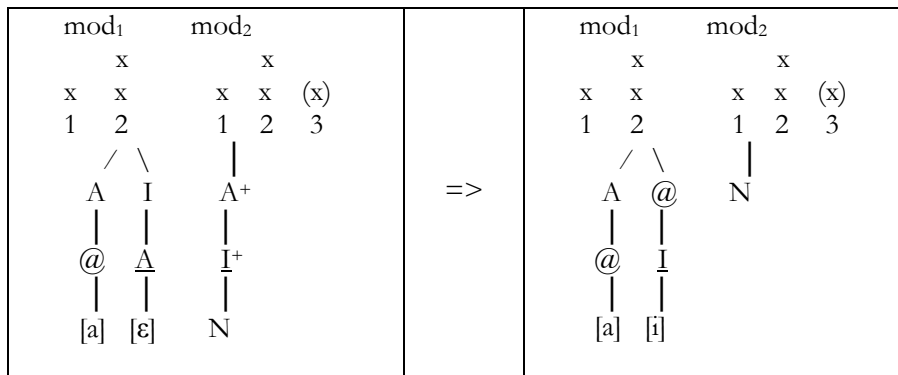 mod₁ mod₂ mod₁ mod₂
x x x x
x x x x (x) x x x x (x)
1 2 1 2 3 1 2 1 2 3
A I A⁺ => A @ N
@ A̲ I̲⁺ @ I̲
[a] [ɛ] N [a] [i]